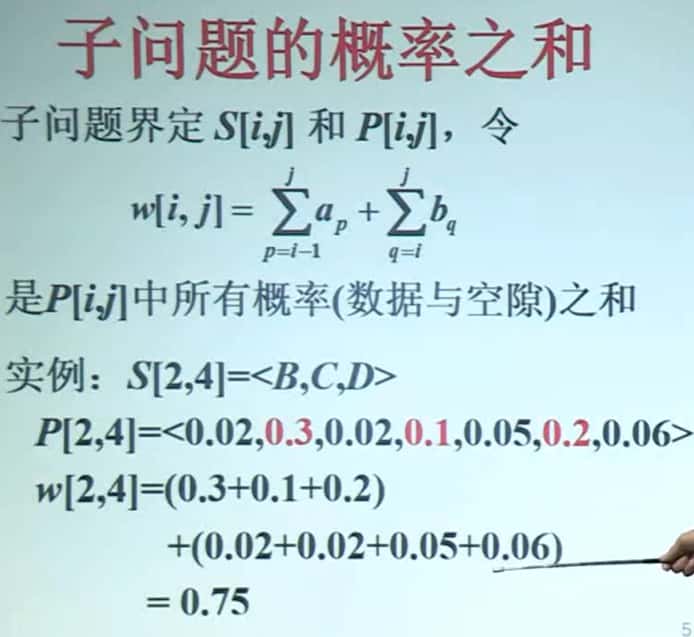 子问题的概率之和
子问题界定 S[i,j] 和 P[i,j]，令
w[i, j] = \sum_{p=i-1}^{j} a_p + \sum_{q=i}^{j} b_q
是P[i,j]中所有概率(数据与空隙)之和
实例：S[2,4]=<B,C,D>
P[2,4]=<0.02,0.3,0.02,0.1,0.05,0.2,0.06>
w[2,4]=(0.3+0.1+0.2)
+(0.02+0.02+0.05+0.06)
= 0.75
5